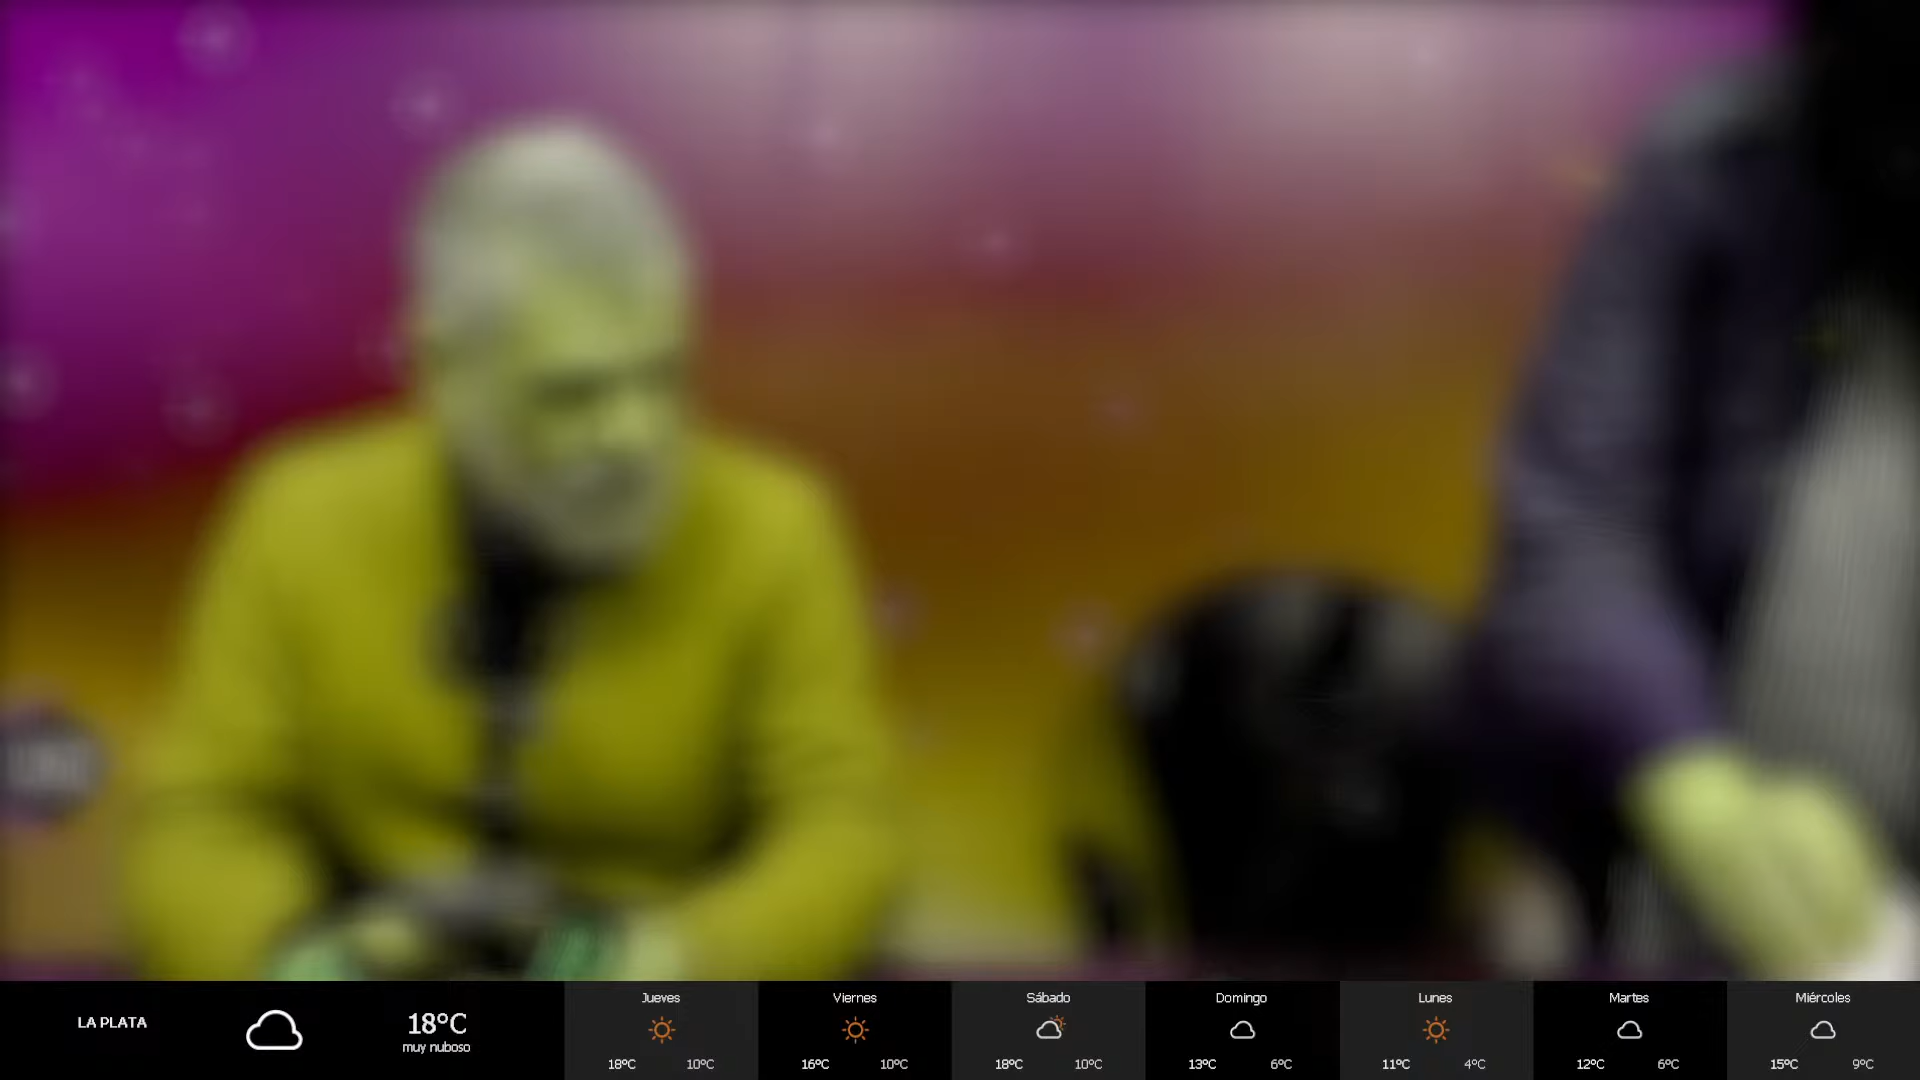 LA PLATA
18°C
muy nuboso
Jueves
18°C 10°C
Viernes
16°C 10°C
Sábado
18°C 10°C
Domingo
13°C 6°C
Lunes
11°C 4°C
Martes
12°C 6°C
Miércoles
15°C 9°C